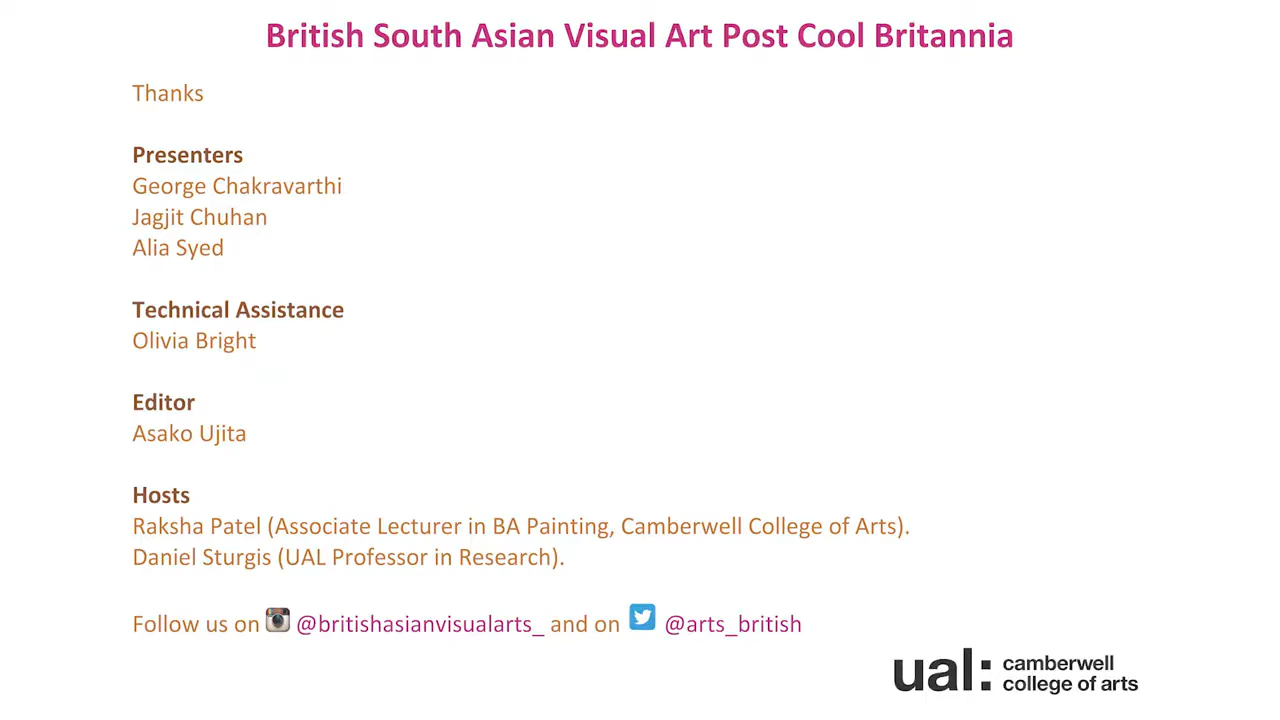 British South Asian Visual Art Post Cool Britannia
Thanks
Presenters
George Chakravarthi
Jagjit Chuhan
Alia Syed
Technical Assistance
Olivia Bright
Editor
Asako Ujita
Hosts
Raksha Patel (Associate Lecturer in BA Painting, Camberwell College of Arts).
Daniel Sturgis (UAL Professor in Research).
Follow us on @britishasianvisualarts_ and on @arts_british
ual: camberwell
college of arts